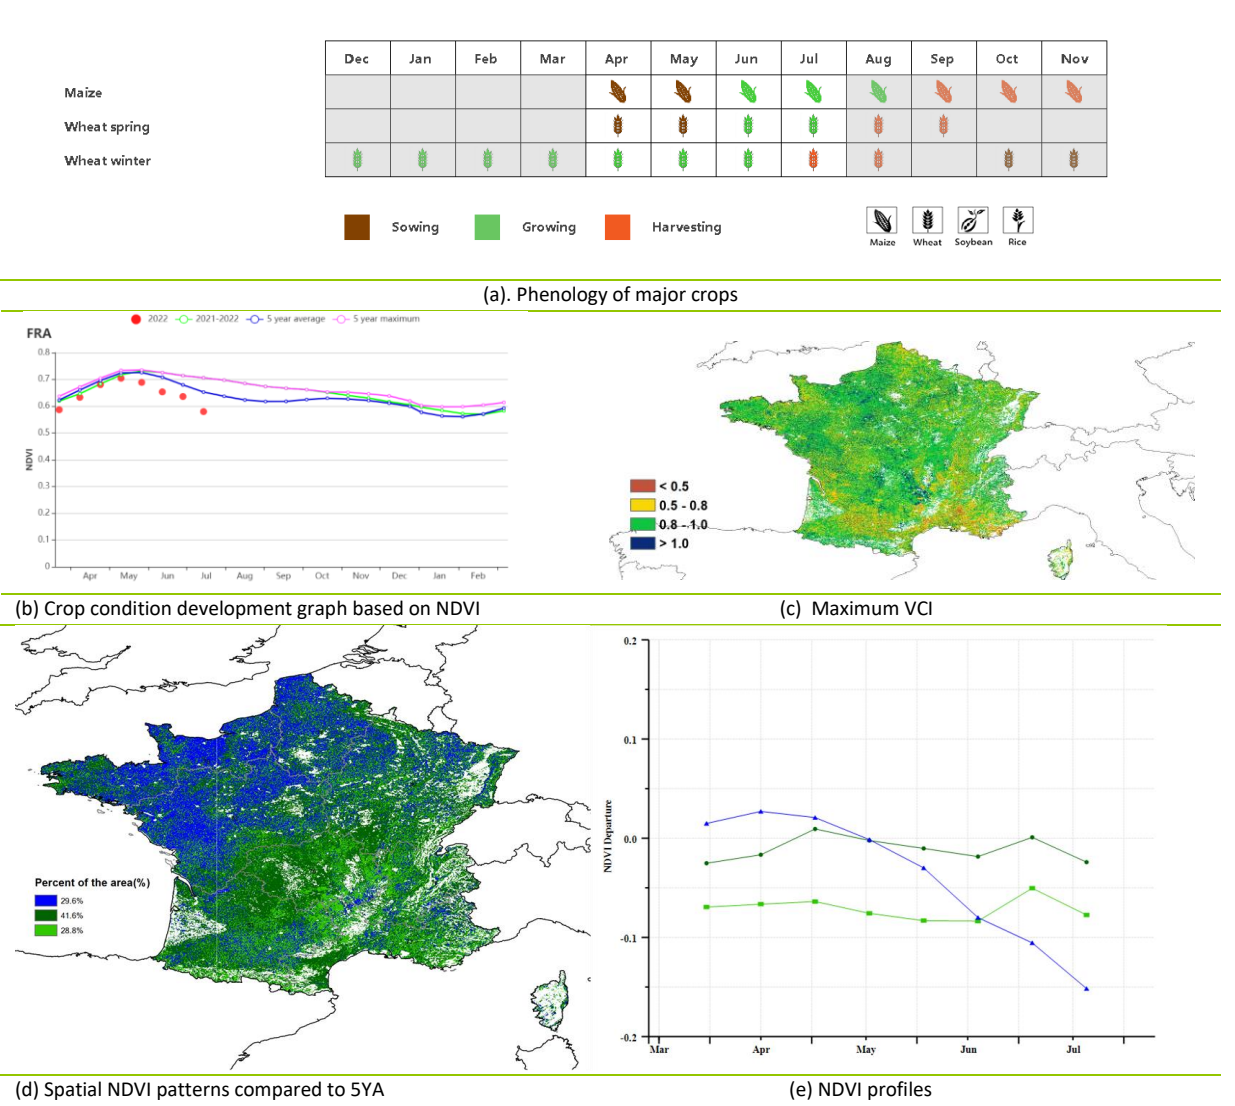 Dec Jan Feb Mar Apr May Jun Jul Aug Sep Oct Nov
Maize
Wheat spring
Wheat winter
Sowing Growing Harvesting
Maize Wheat Soybean Rice
(a). Phenology of major crops
2022 2021-2022 5 year average 5 year maximum
FRA
0.8
0.7
0.6
0.5
0.4
0.3
0.2
0.1
0
NDVI
Apr May Jun Jul Aug Sep Oct Nov Dec Jan Feb
< 0.5
0.5 - 0.8
0.8 - 1.0
> 1.0
(b) Crop condition development graph based on NDVI
(c) Maximum VCI
Percent of the area(%)
29.6%
41.6%
28.8%
0.2
0.1
0.0
-0.1
-0.2
NDVI Departure
Mar Apr May Jun Jul
(d) Spatial NDVI patterns compared to 5YA
(e) NDVI profiles